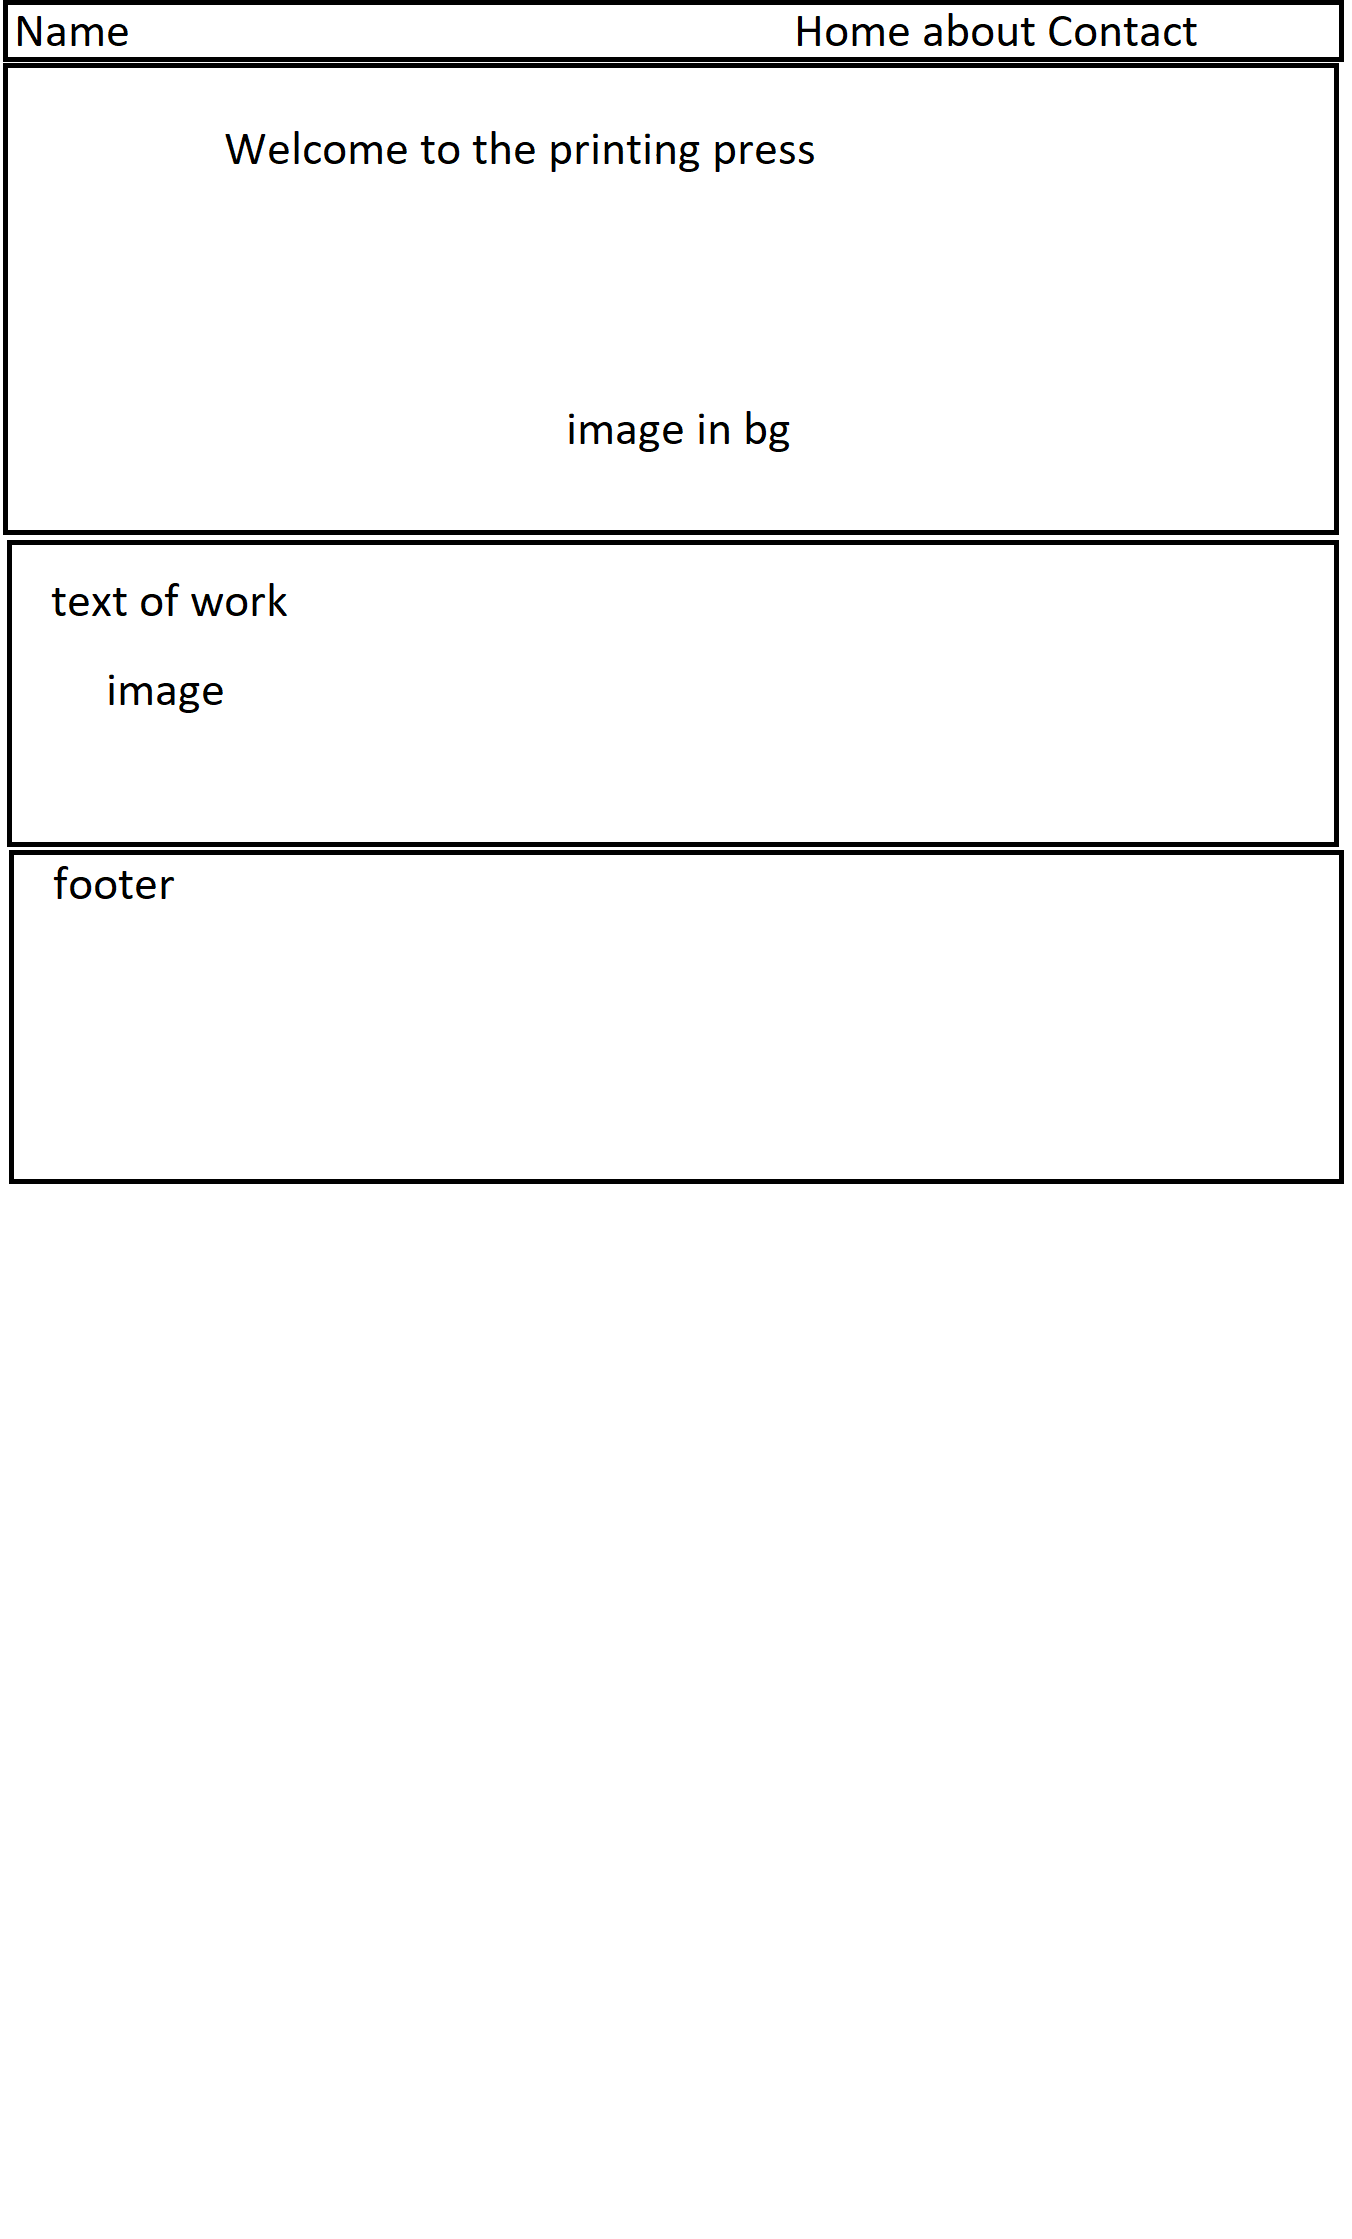 Name Home about Contact
Welcome to the printing press
image in bg
text of work
image
footer